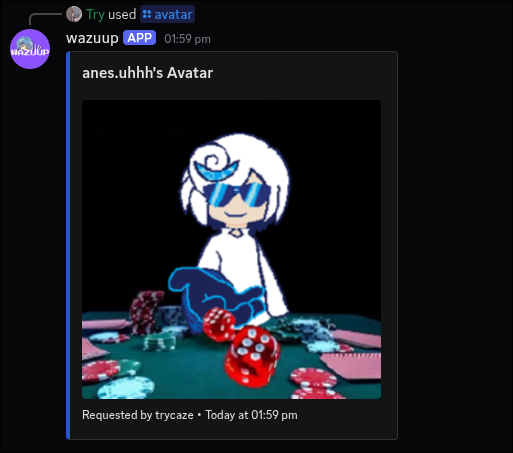 Try used avatar
WAZUUP
wazuup APP 01:59 pm
anes.uhhh's Avatar
Requested by trycaze • Today at 01:59 pm